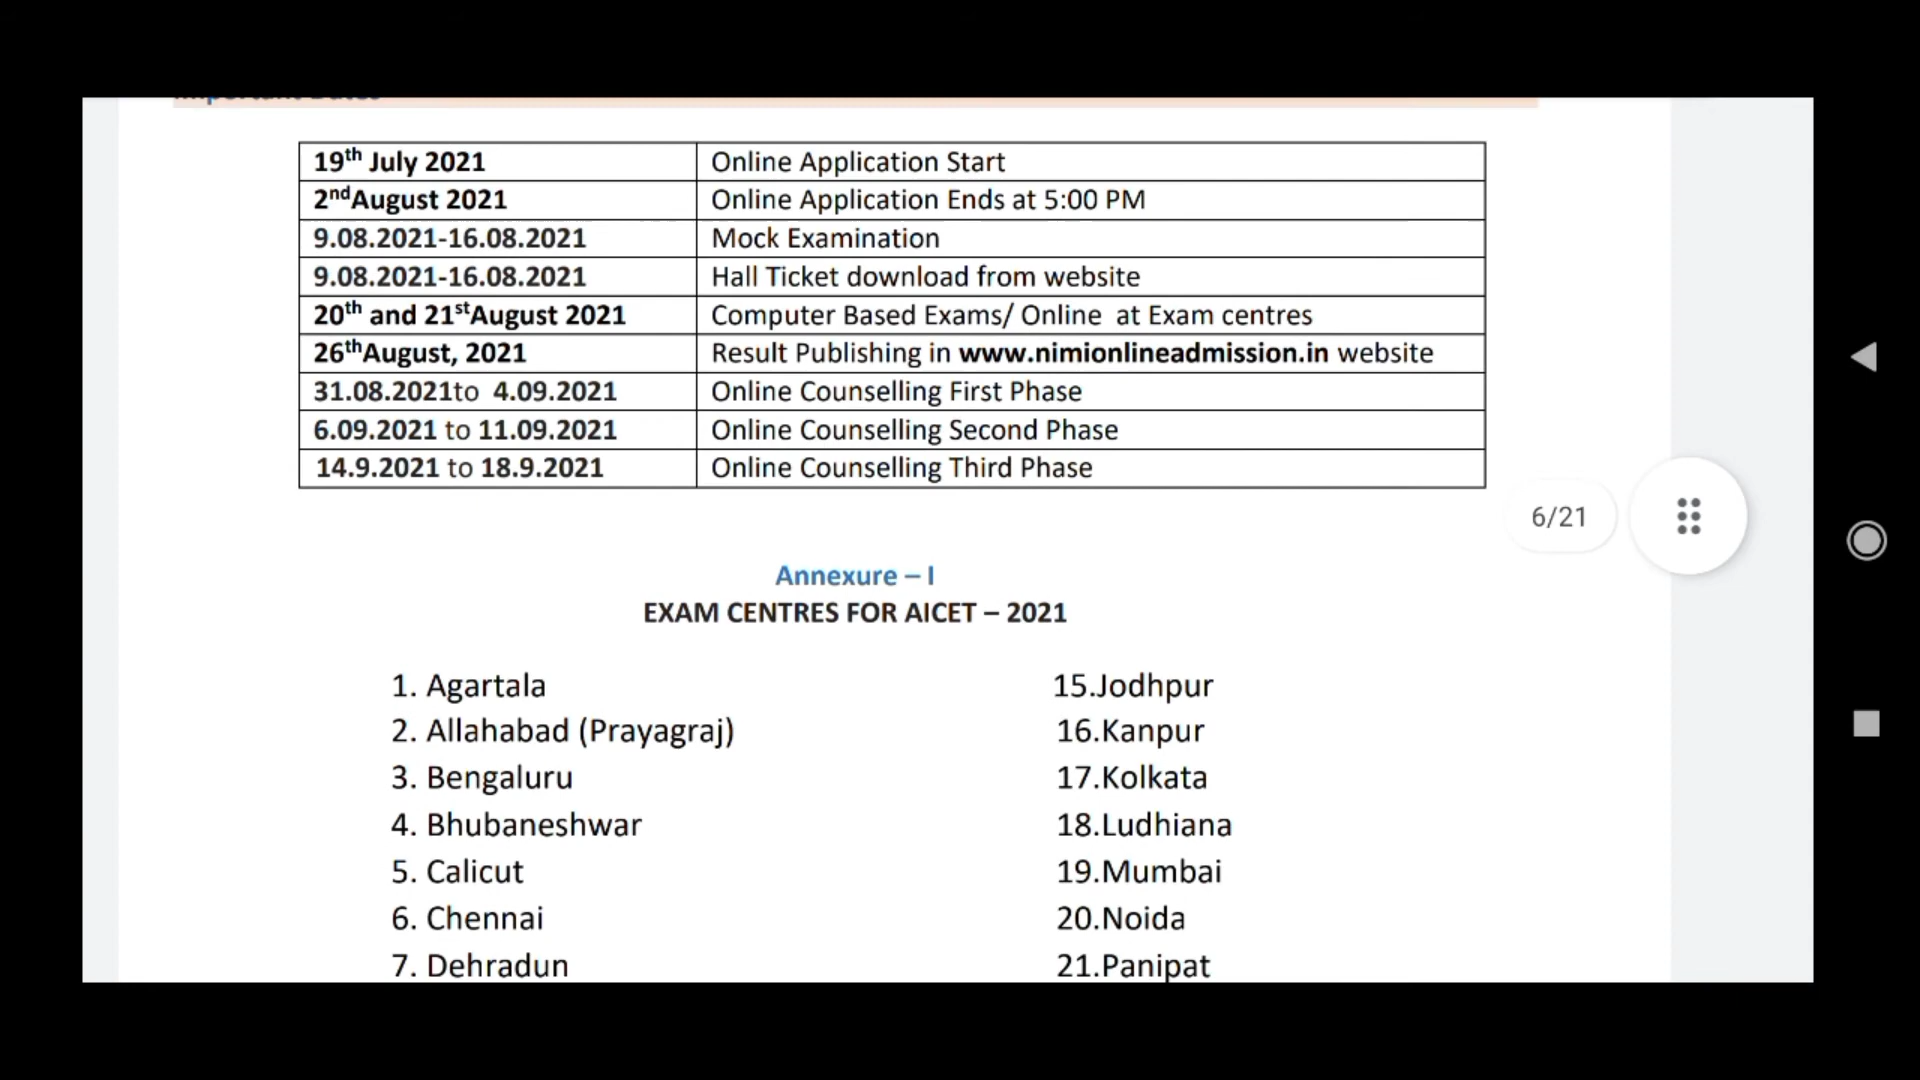 19th July 2021 Online Application Start
2ndAugust 2021 Online Application Ends at 5:00 PM
9.08.2021-16.08.2021 Mock Examination
9.08.2021-16.08.2021 Hall Ticket download from website
20th and 21stAugust 2021 Computer Based Exams/ Online at Exam centres
26thAugust, 2021 Result Publishing in www.nimionlineadmission.in website
31.08.2021to 4.09.2021 Online Counselling First Phase
6.09.2021 to 11.09.2021 Online Counselling Second Phase
14.9.2021 to 18.9.2021 Online Counselling Third Phase
6/21
Annexure – I
EXAM CENTRES FOR AICET – 2021
1. Agartala
2. Allahabad (Prayagraj)
3. Bengaluru
4. Bhubaneshwar
5. Calicut
6. Chennai
7. Dehradun
15.Jodhpur
16.Kanpur
17.Kolkata
18.Ludhiana
19.Mumbai
20.Noida
21.Panipat